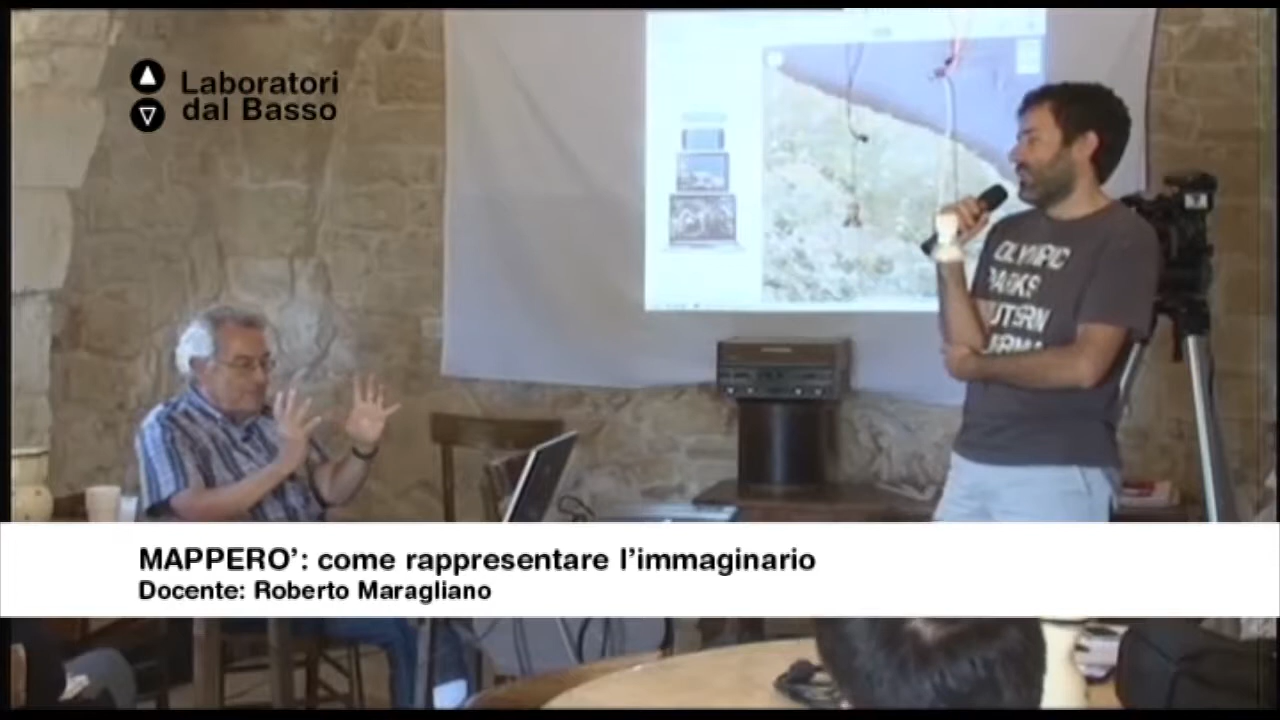 Laboratori
dal Basso
OLYMPIC
PARKS
MAPPERO’: come rappresentare l’immaginario
Docente: Roberto Maragliano